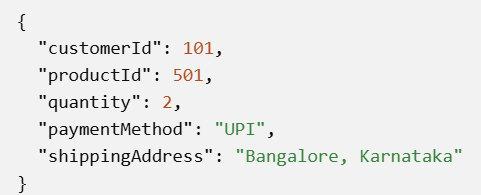 {
  "customerId": 101,
  "productId": 501,
  "quantity": 2,
  "paymentMethod": "UPI",
  "shippingAddress": "Bangalore, Karnataka"
}